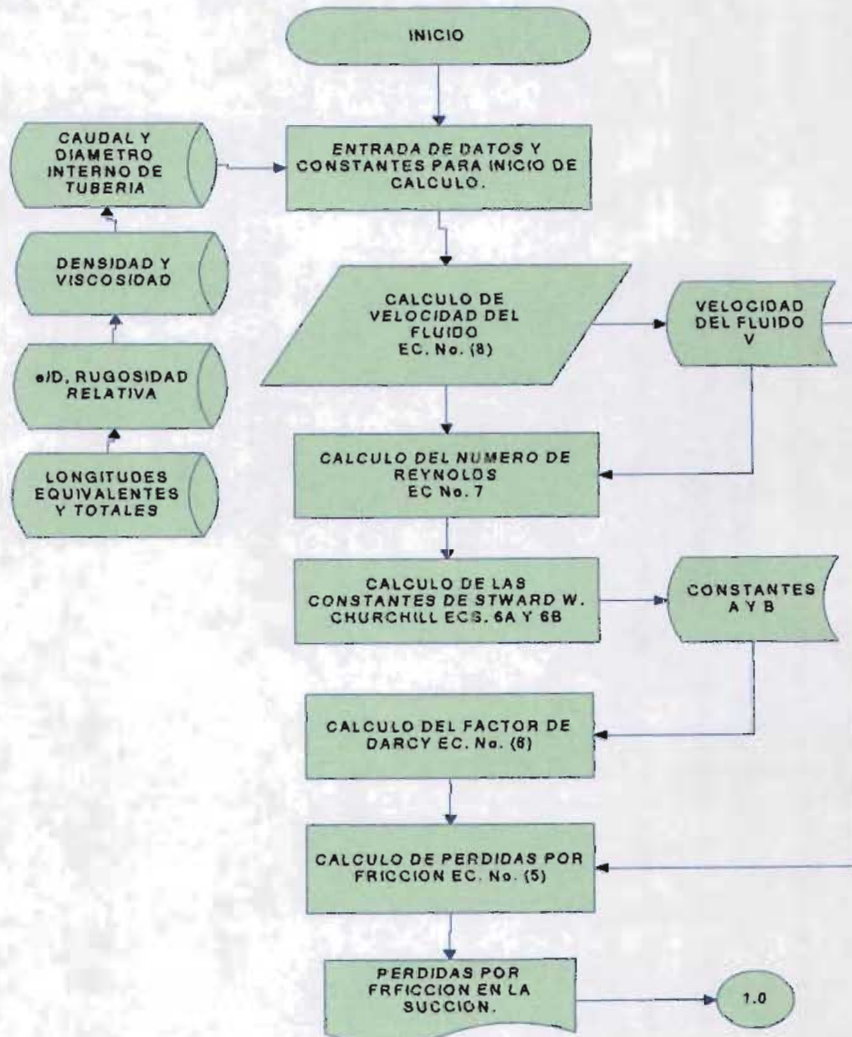 INICIO
CAUDAL Y
DIAMETRO
INTERNO DE
TUBERIA
ENTRADA DE DATOS Y
CONSTANTES PARA INICIO DE
CALCULO.
DENSIDAD Y
VISCOSIDAD
CALCULO DE
VELOCIDAD DEL
FLUIDO
EC. No. (8)
VELOCIDAD
DEL FLUIDO
V
e/D, RUGOSIDAD
RELATIVA
LONGITUDES
EQUIVALENTES
Y TOTALES
CALCULO DEL NUMERO DE
REYNOLDS
EC No. 7
CALCULO DE LAS
CONSTANTES DE STWARD W.
CHURCHILL ECS. 6A Y 6B
CONSTANTES
A Y B
CALCULO DEL FACTOR DE
DARCY EC. No. (6)
CALCULO DE PERDIDAS POR
FRICCION EC. No. (5)
PERDIDAS POR
FRFICCION EN LA
SUCCIÓN.
1.0